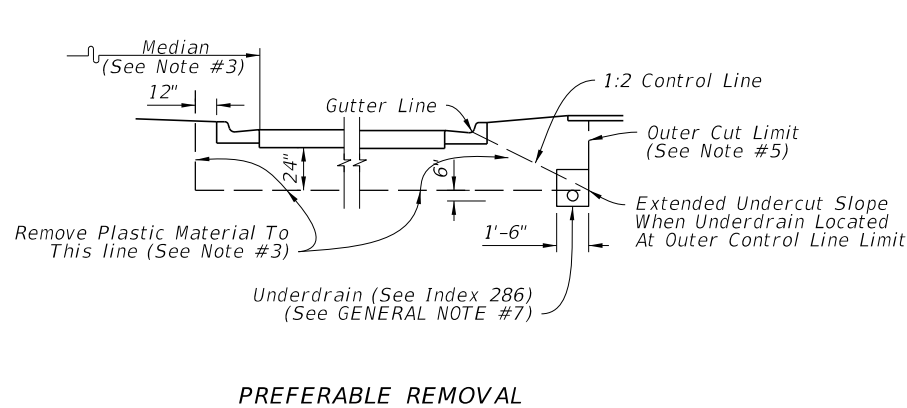 Median
(See Note #3)
12"
Gutter Line
1:2 Control Line
Outer Cut Limit
(See Note #5)
24"
6"
Extended Undercut Slope
When Underdrain Located
At Outer Control Line Limit
Remove Plastic Material To
This line (See Note #3)
1'-6"
Underdrain (See Index 286)
(See GENERAL NOTE #7)
PREFERABLE REMOVAL